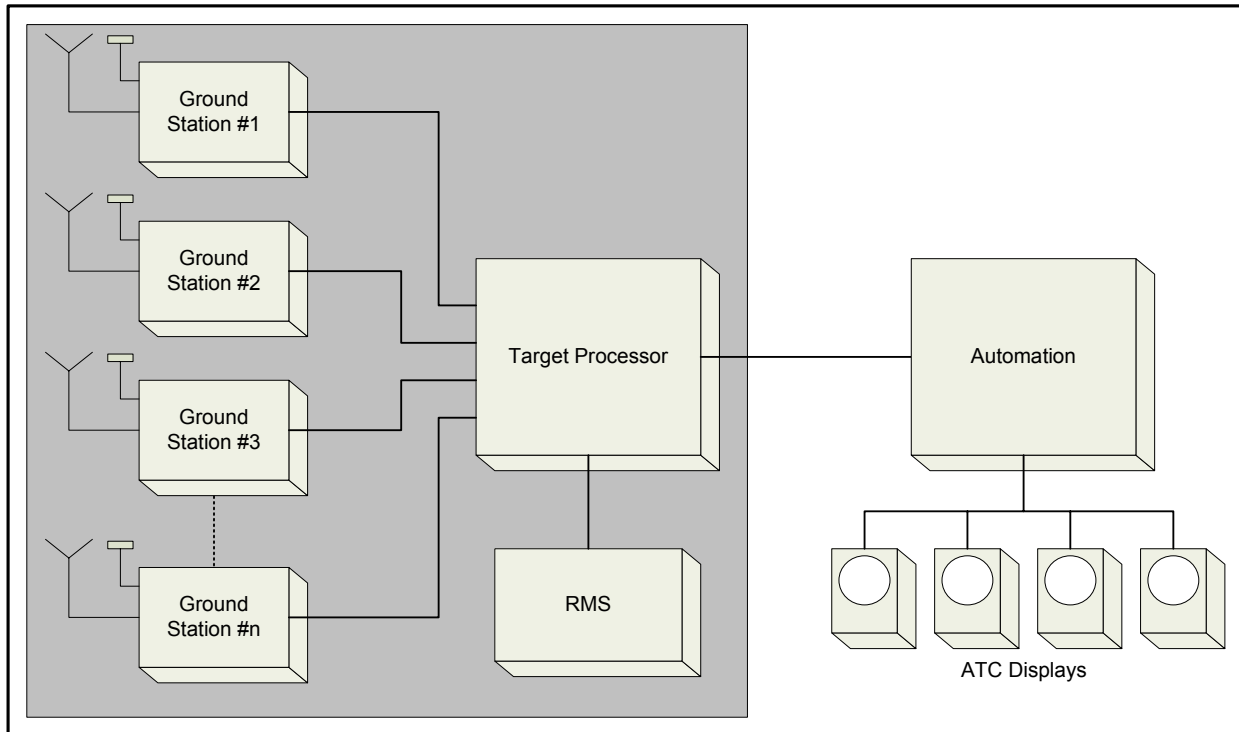 Ground
Station #1
Ground
Station #2
Ground
Station #3
Ground
Station #n
Target Processor
RMS
Automation
ATC Displays